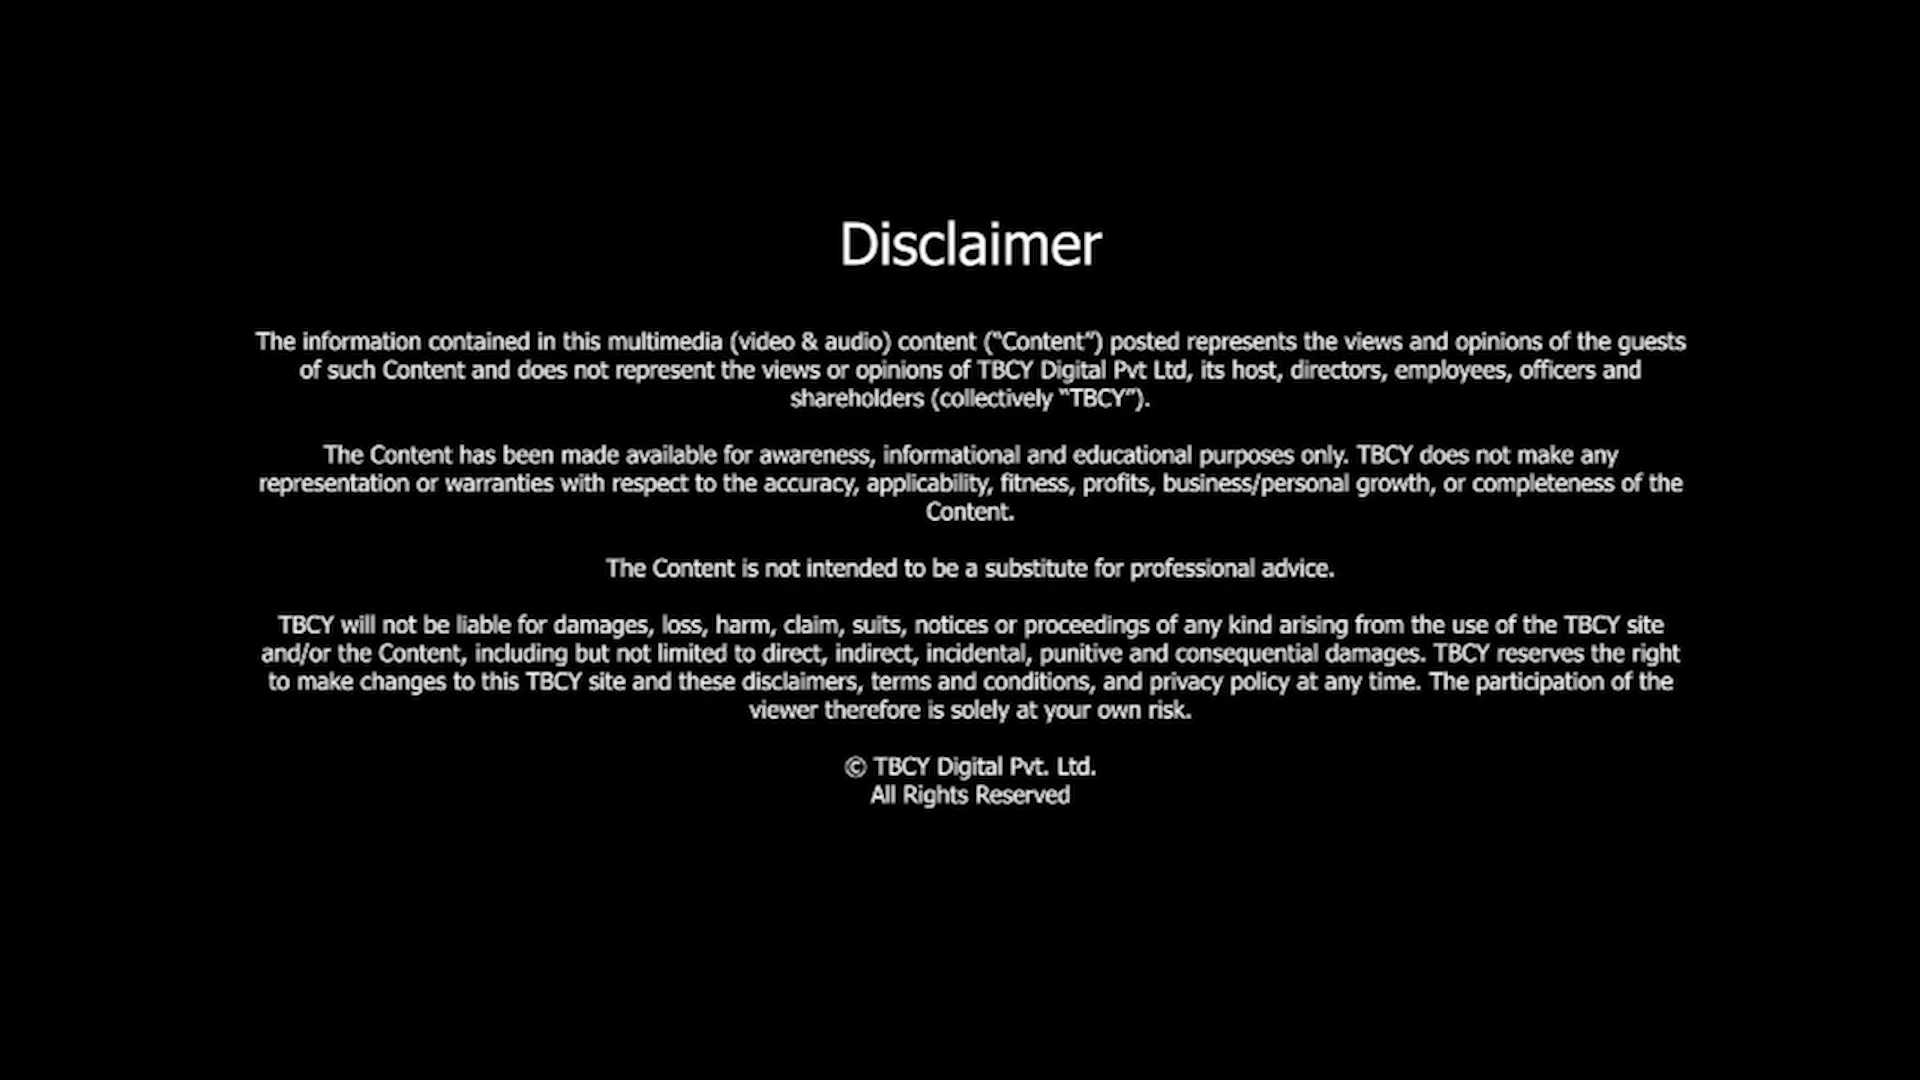 Disclaimer
The information contained in this multimedia (video & audio) content (“Content”) posted represents the views and opinions of the guests
of such Content and does not represent the views or opinions of TBCY Digital Pvt Ltd, its host, directors, employees, officers and
shareholders (collectively “TBCY”).
The Content has been made available for awareness, informational and educational purposes only. TBCY does not make any
representation or warranties with respect to the accuracy, applicability, fitness, profits, business/personal growth, or completeness of the
Content.
The Content is not intended to be a substitute for professional advice.
TBCY will not be liable for damages, loss, harm, claim, suits, notices or proceedings of any kind arising from the use of the TBCY site
and/or the Content, including but not limited to direct, indirect, incidental, punitive and consequential damages. TBCY reserves the right
to make changes to this TBCY site and these disclaimers, terms and conditions, and privacy policy at any time. The participation of the
viewer therefore is solely at your own risk.
© TBCY Digital Pvt. Ltd.
All Rights Reserved